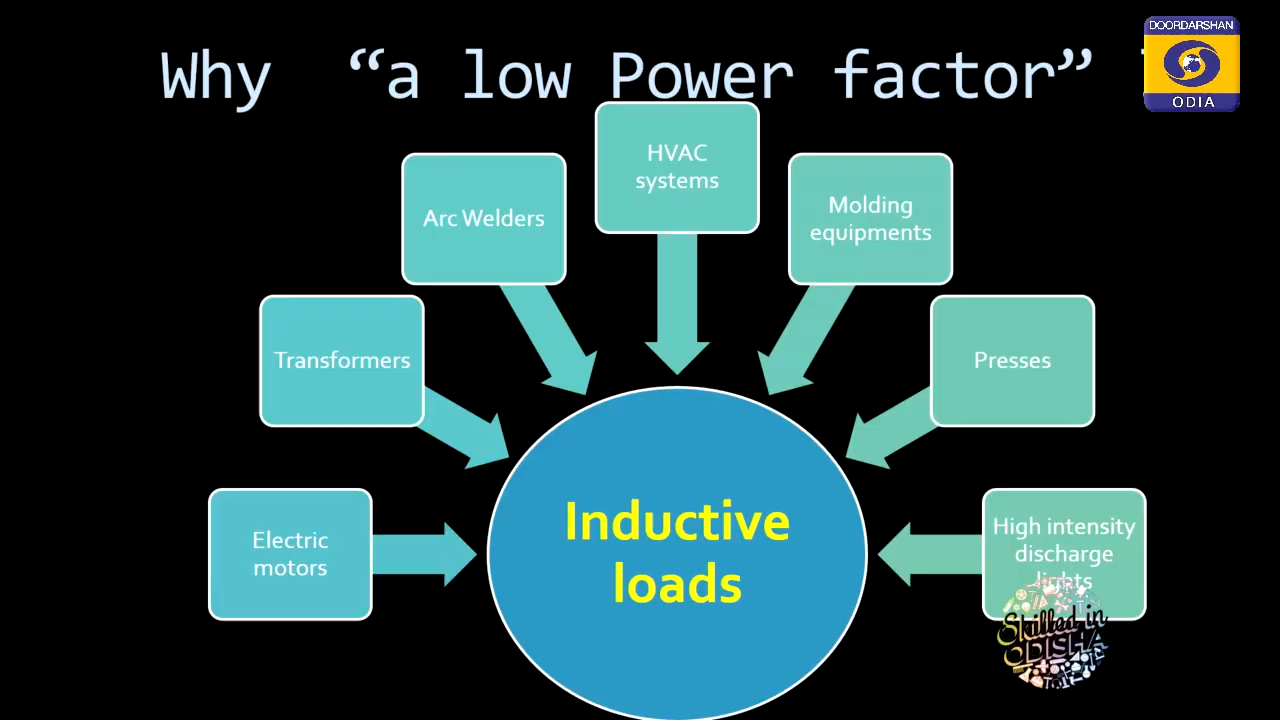 Why “a low Power factor”
DOORDARSHAN
ODIA
HVAC
systems
Arc Welders
Molding
equipments
Transformers
Presses
Electric
motors
Inductive
loads
High intensity
discharge
lights
Skilled in
ODISHA